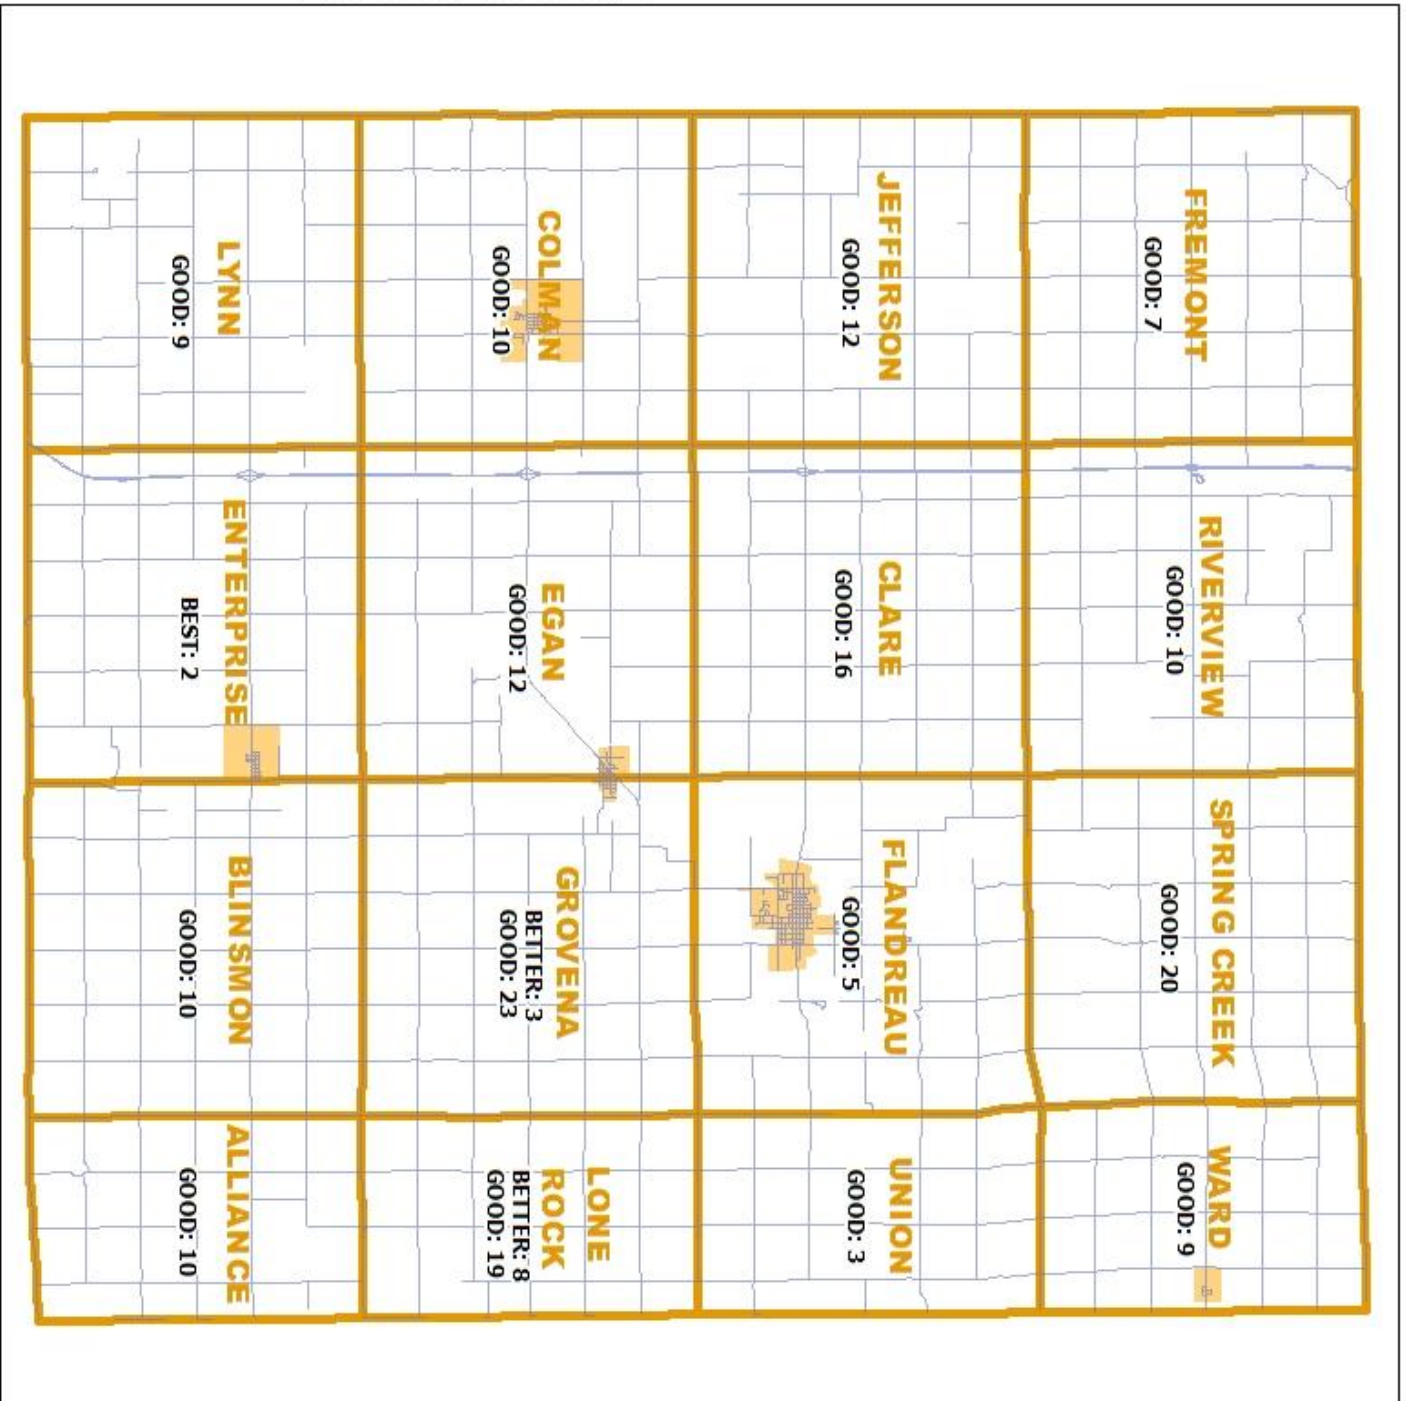 FREMONT
GOOD: 7
RIVERVIEW
GOOD: 10
SPRING CREEK
GOOD: 20
WARD
GOOD: 9
JEFFERSON
GOOD: 12
CLARE
GOOD: 16
FLANDREAU
GOOD: 5
UNION
GOOD: 3
COLMAN
GOOD: 10
EGAN
GOOD: 12
GROVENA
BETTER: 3
GOOD: 23
LONE
ROCK
BETTER: 8
GOOD: 19
LYNN
GOOD: 9
ENTERPRISE
BEST: 2
BLINSMON
GOOD: 10
ALLIANCE
GOOD: 10